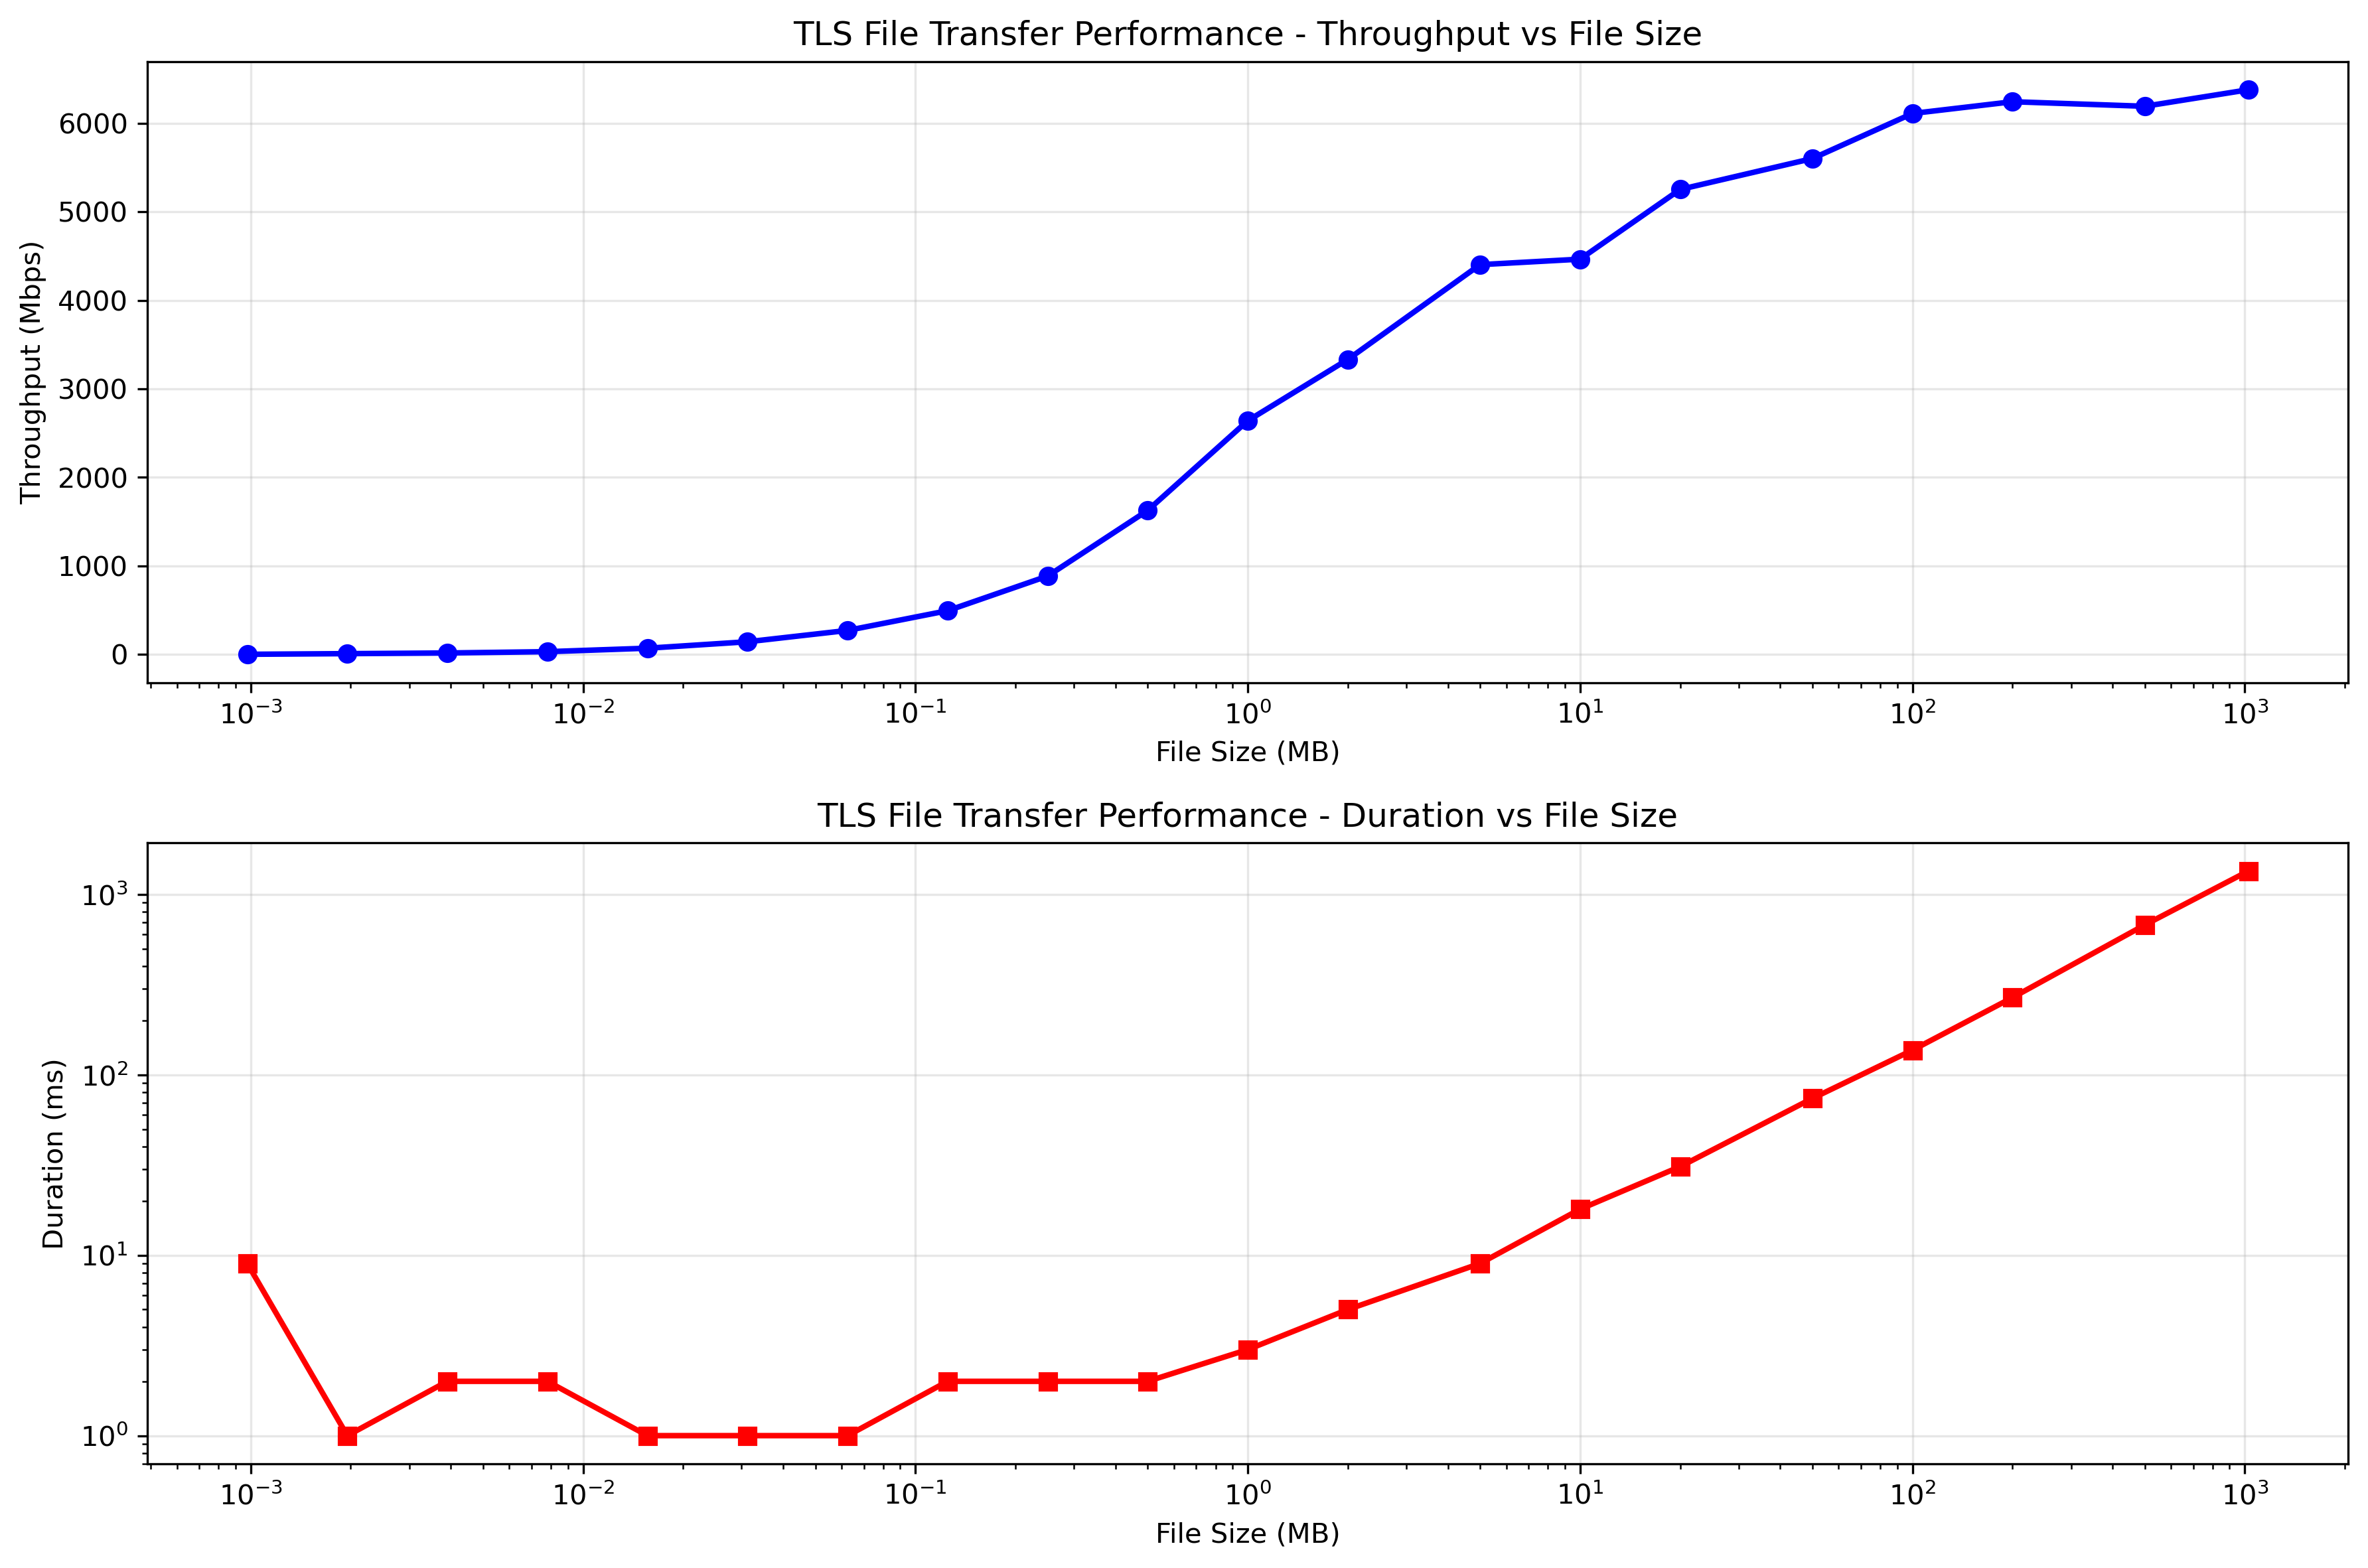 TLS File Transfer Performance - Throughput vs File Size
Throughput (Mbps)
6000
5000
4000
3000
2000
1000
0
10⁻³ 10⁻² 10⁻¹ 10⁰ 10¹ 10² 10³
File Size (MB)
TLS File Transfer Performance - Duration vs File Size
Duration (ms)
10³
10²
10¹
10⁰
10⁻³ 10⁻² 10⁻¹ 10⁰ 10¹ 10² 10³
File Size (MB)